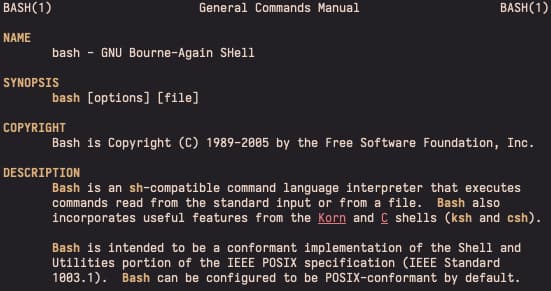 BASH(1) General Commands Manual BASH(1)
NAME
bash – GNU Bourne-Again SHell
SYNOPSIS
bash [options] [file]
COPYRIGHT
Bash is Copyright (C) 1989-2005 by the Free Software Foundation, Inc.
DESCRIPTION
Bash is an sh-compatible command language interpreter that executes
commands read from the standard input or from a file. Bash also
incorporates useful features from the Korn and C shells (ksh and csh).
Bash is intended to be a conformant implementation of the Shell and
Utilities portion of the IEEE POSIX specification (IEEE Standard
1003.1). Bash can be configured to be POSIX-conformant by default.